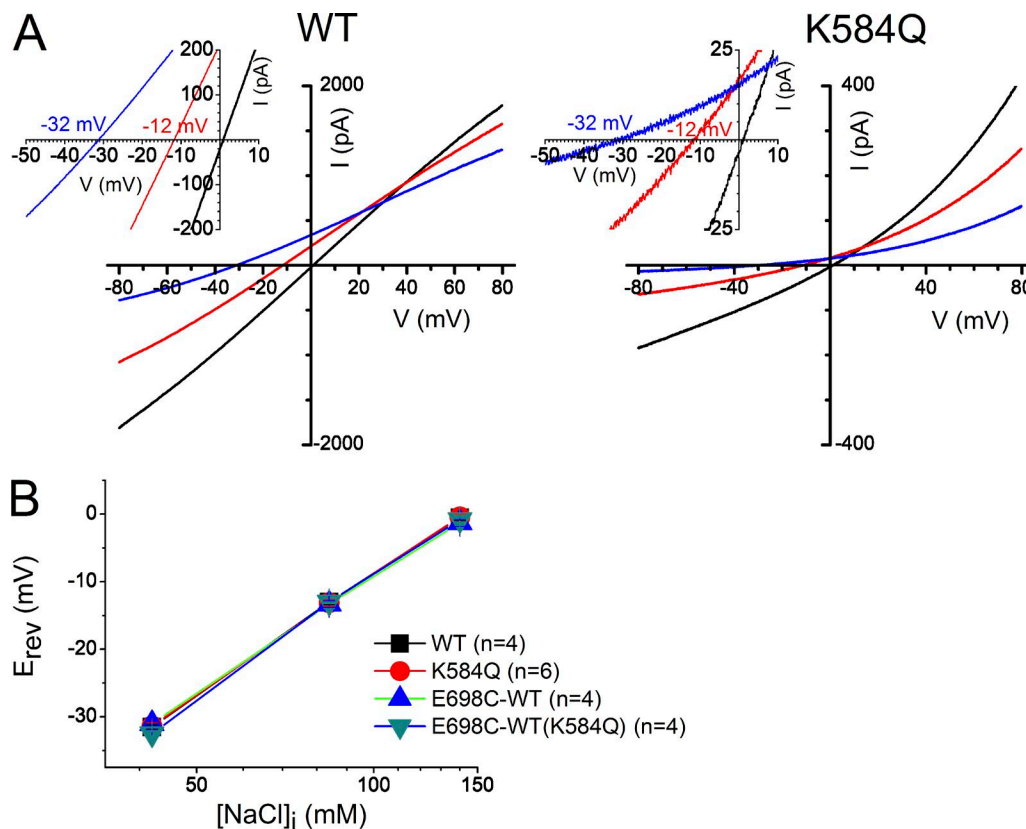 A
WT
K584Q
200
100
-100
-200
I (pA)
-32 mV
-12 mV
-50 -40 -30 -20 -10 10
V (mV)
2000
I (pA)
-80 -60 -40 -20 20 40 60 80
V (mV)
-2000
25
-25
I (pA)
-32 mV
-12 mV
-50 -40 -30 -20 -10 10
V (mV)
400
I (pA)
-80 -40 40 80
V (mV)
-400
B
0
-10
-20
-30
Erev (mV)
50 100 150
[NaCl]i (mM)
WT (n=4)
K584Q (n=6)
E698C-WT (n=4)
E698C-WT(K584Q) (n=4)